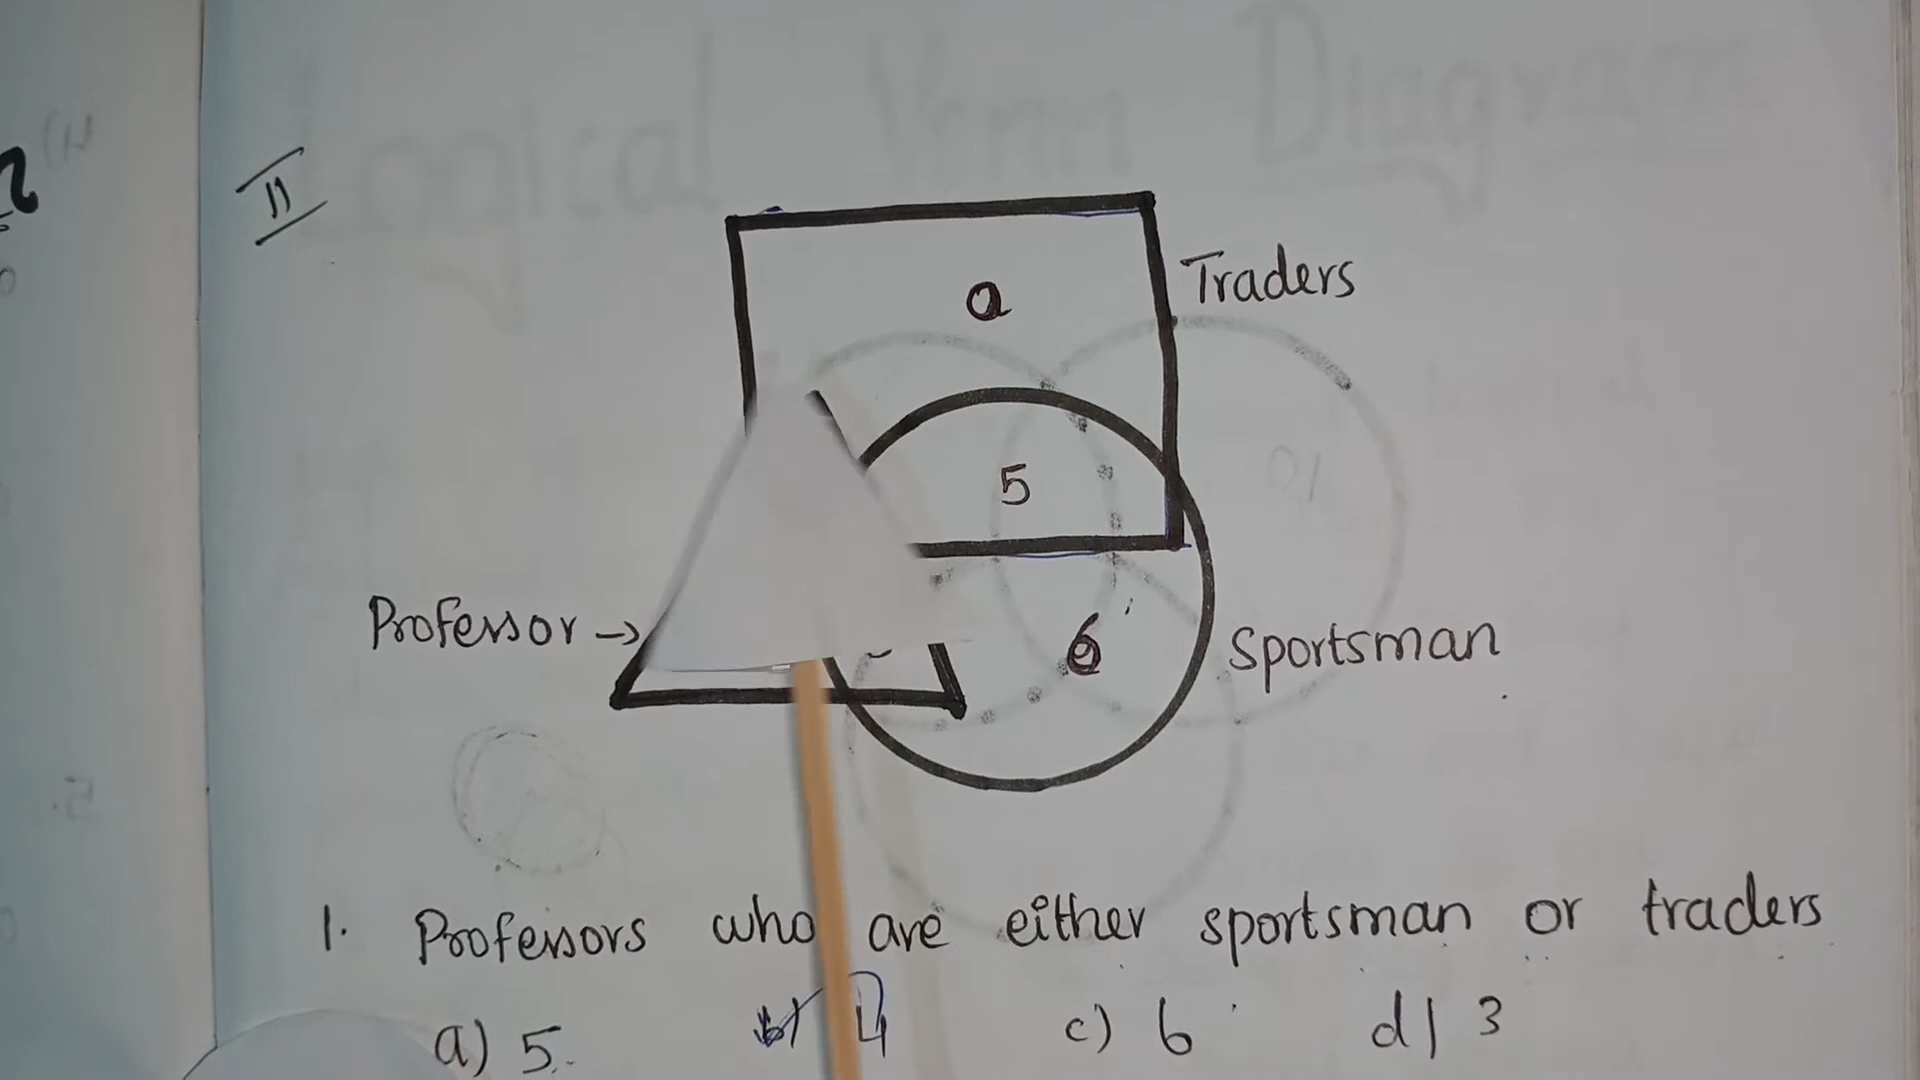 II
a
Traders
5
Professor →
6
Sportsman
1. Professors who are either sportsman or traders
a) 5. b) 4 c) 6 d) 3